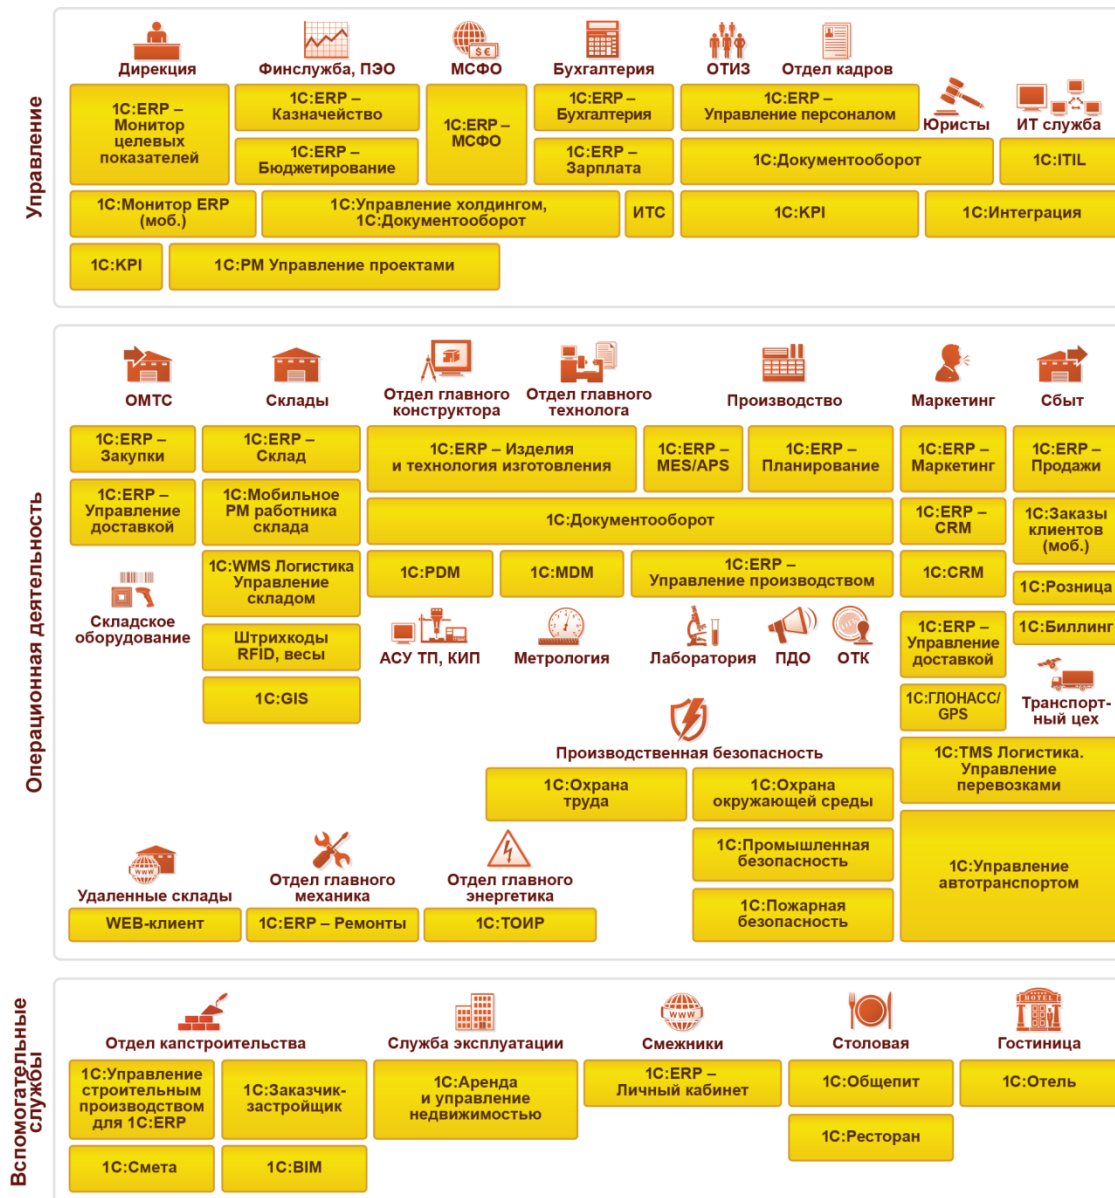 Управление
Дирекция
Финслужба, ПЭО
МСФО
Бухгалтерия
ОТИЗ
Отдел кадров
Юристы
ИТ служба
1С:ERP –
Монитор
целевых
показателей
1С:ERP –
Казначейство
1С:ERP –
Бюджетирование
1С:ERP –
МСФО
$ €
1С:ERP –
Бухгалтерия
1С:ERP –
Зарплата
1С:ERP –
Управление персоналом
1С:Документооборот
1С:ITIL
1С:Монитор ERP
(моб.)
1С:Управление холдингом,
1С:Документооборот
ИТС
1С:KPI
1С:Интеграция
1С:KPI
1С:PM Управление проектами
Операционная деятельность
ОМТС
Склады
Отдел главного
конструктора
Отдел главного
технолога
Производство
Маркетинг
Сбыт
1С:ERP –
Закупки
1С:ERP –
Склад
1С:ERP – Изделия
и технология изготовления
1С:ERP –
MES/APS
1С:ERP –
Планирование
1С:ERP –
Маркетинг
1С:ERP –
Продажи
1С:ERP –
Управление
доставкой
1С:Мобильное
РМ работника
склада
1С:Документооборот
1С:ERP –
CRM
1С:Заказы
клиентов
(моб.)
1С:WMS Логистика
Управление
складом
1С:PDM
1С:MDM
1С:ERP –
Управление производством
1С:CRM
1С:Розница
Складское
оборудование
Штрихкоды
RFID, весы
АСУ ТП, КИП
Метрология
Лаборатория
ПДО
ОТК
1С:ERP –
Управление
доставкой
1С:Биллинг
1С:GIS
1С:ГЛОНАСС/
GPS
Транспорт-
ный цех
Производственная безопасность
1С:TMS Логистика.
Управление
перевозками
1С:Охрана
труда
1С:Охрана
окружающей среды
1С:Промышленная
безопасность
1С:Пожарная
безопасность
1С:Управление
автотранспортом
WWW
Удаленные склады
Отдел главного
механика
Отдел главного
энергетика
WEB-клиент
1С:ERP – Ремонты
1С:ТОИР
Вспомогательные
службы
Отдел капстроительства
Служба эксплуатации
WWW
Смежники
Столовая
HOTEL
Гостиница
1С:Управление
строительным
производством
для 1С:ERP
1С:Заказчик-
застройщик
1С:Аренда
и управление
недвижимостью
1С:ERP –
Личный кабинет
1С:Общепит
1С:Отель
1С:Ресторан
1С:Смета
1С:BIM